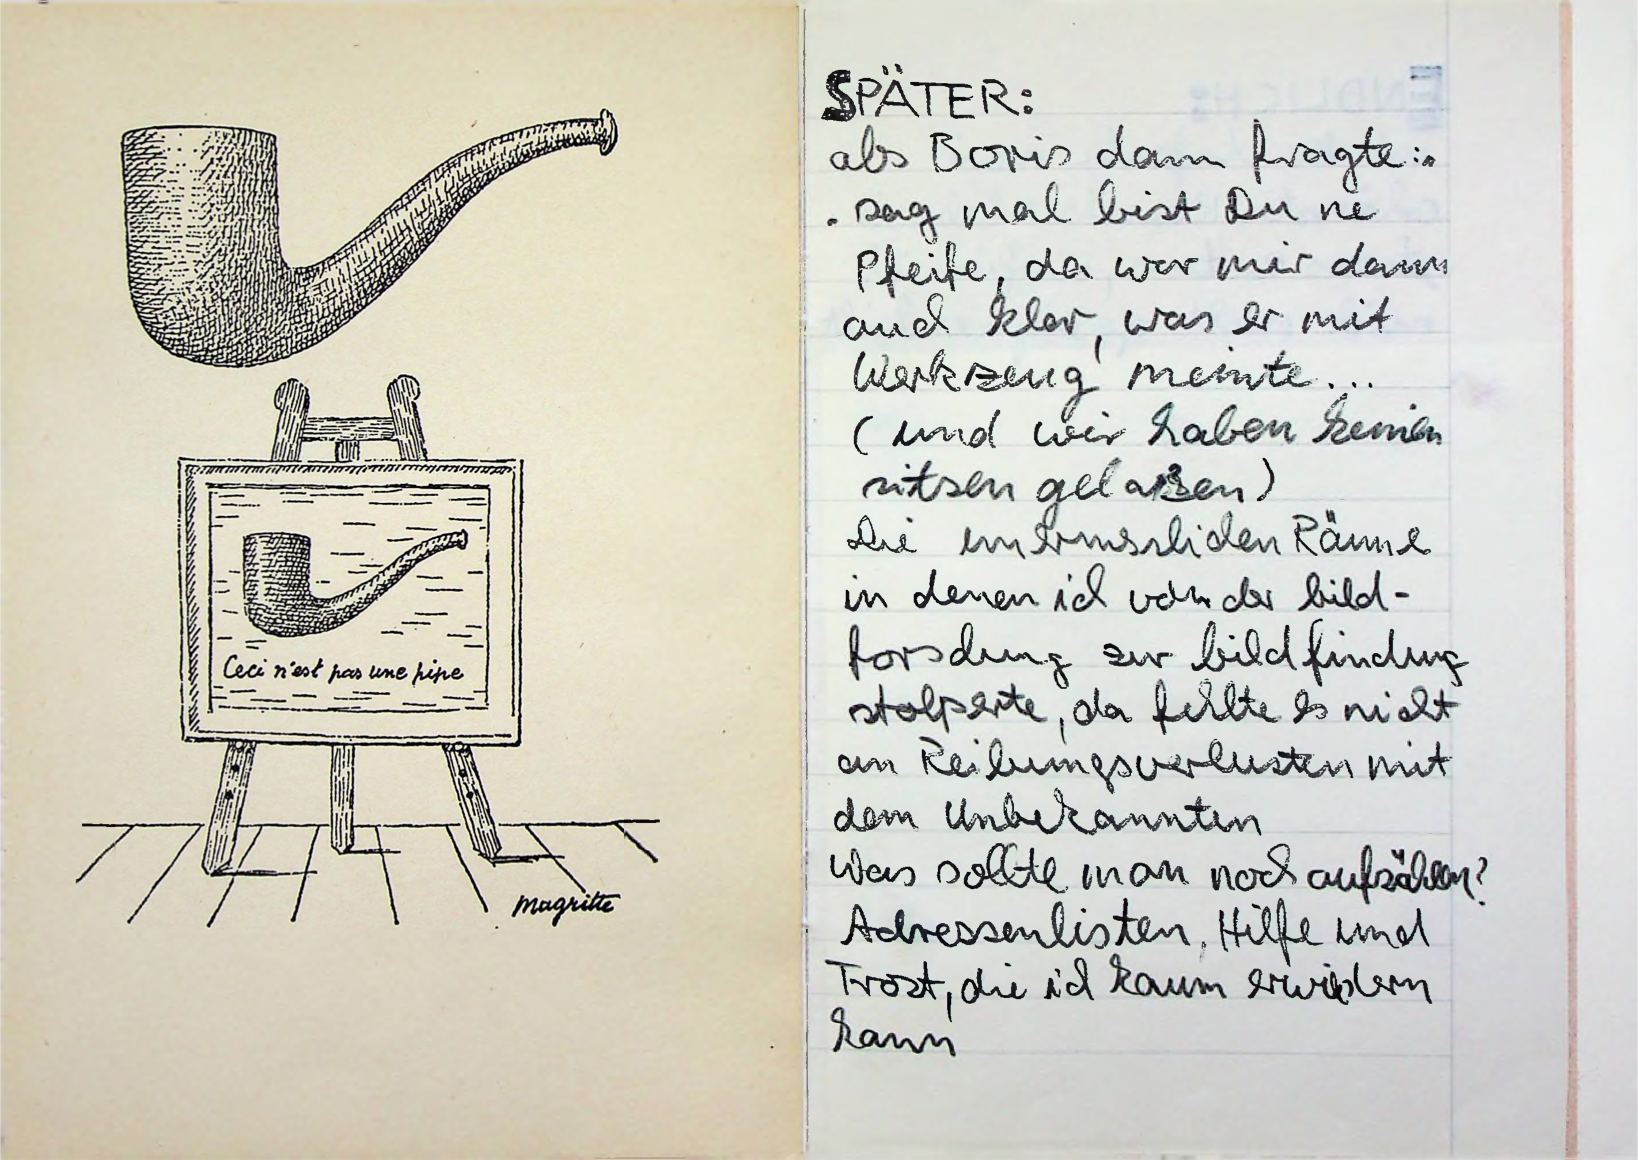 Ceci n'est pas une pipe
magritte
SPÄTER:
als Boris dann fragte:
sag mal bist Du ne
Pfeife, da war mir dann
auch klar, was er mit
Werkzeug meinte...
(und wir haben keinen
sitzen gelassen)
Die unermesslichen Räume
in denen ich von der bild-
forschung zur bildfindung
stolperte, da fehlte es nicht
an Reibungsverlusten mit
dem Unbekannten
Was sollte man noch aufzählen?
Adressenlisten, Hilfe und
Trost, die ich kaum erwidern
kann